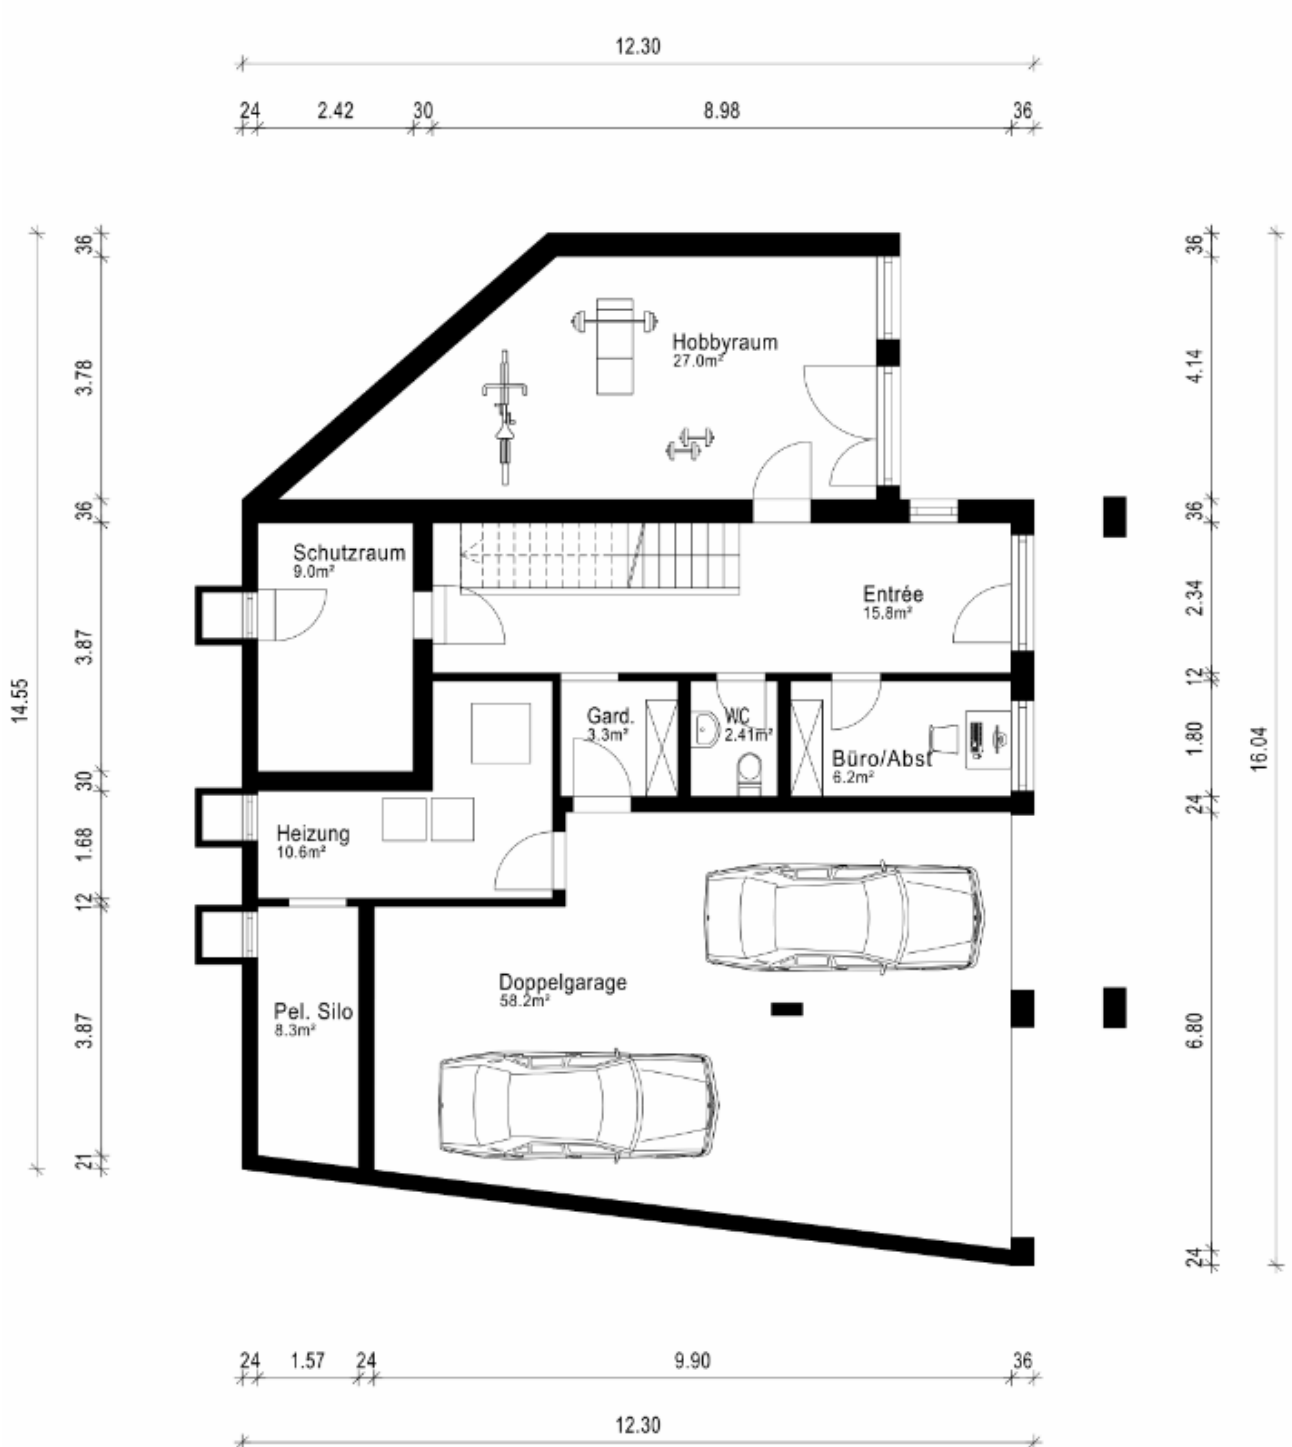 12.30
24 2.42 30 8.98 36
36
3.78
36
3.87
30
1.68
12
3.87
21
14.55
36
4.14
36
2.34
12
1.80
24
6.80
24
16.04
Hobbyraum
27.0m²
Schutzraum
9.0m²
Entrée
15.8m²
Gard.
3.3m²
WC
2.41m²
Büro/Abst
6.2m²
Heizung
10.6m²
Doppelgarage
58.2m²
Pel. Silo
8.3m²
24 1.57 24 9.90 36
12.30